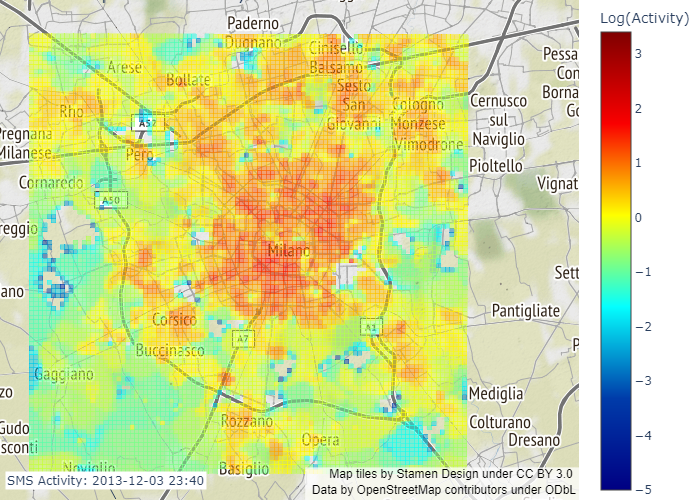 Log(Activity)
Paderno
Dugnano
Cinisello
Balsamo
Arese
Bollate
Sesto
San
Giovanni
Pessa
Con
Borna
Go
Rho
Cologno
Monzese
Cernusco
sul
Naviglio
A52
Pregnana
Milanese
Pero
Vimodrone
Pioltello
Cornaredo
Vignat
A50
reggio
Milano
Sett
ano
Pantigliate
Corsico
A1
A7
P
Buccinasco
Gaggiano
zo
Mediglia
Rozzano
Colturano
Gudo
sconti
Opera
Dresano
Noviglio
Basiglio
SMS Activity: 2013-12-03 23:40
Map tiles by Stamen Design under CC BY 3.0
Data by OpenStreetMap contributors under ODbL
3
2
1
0
−1
−2
−3
−4
−5